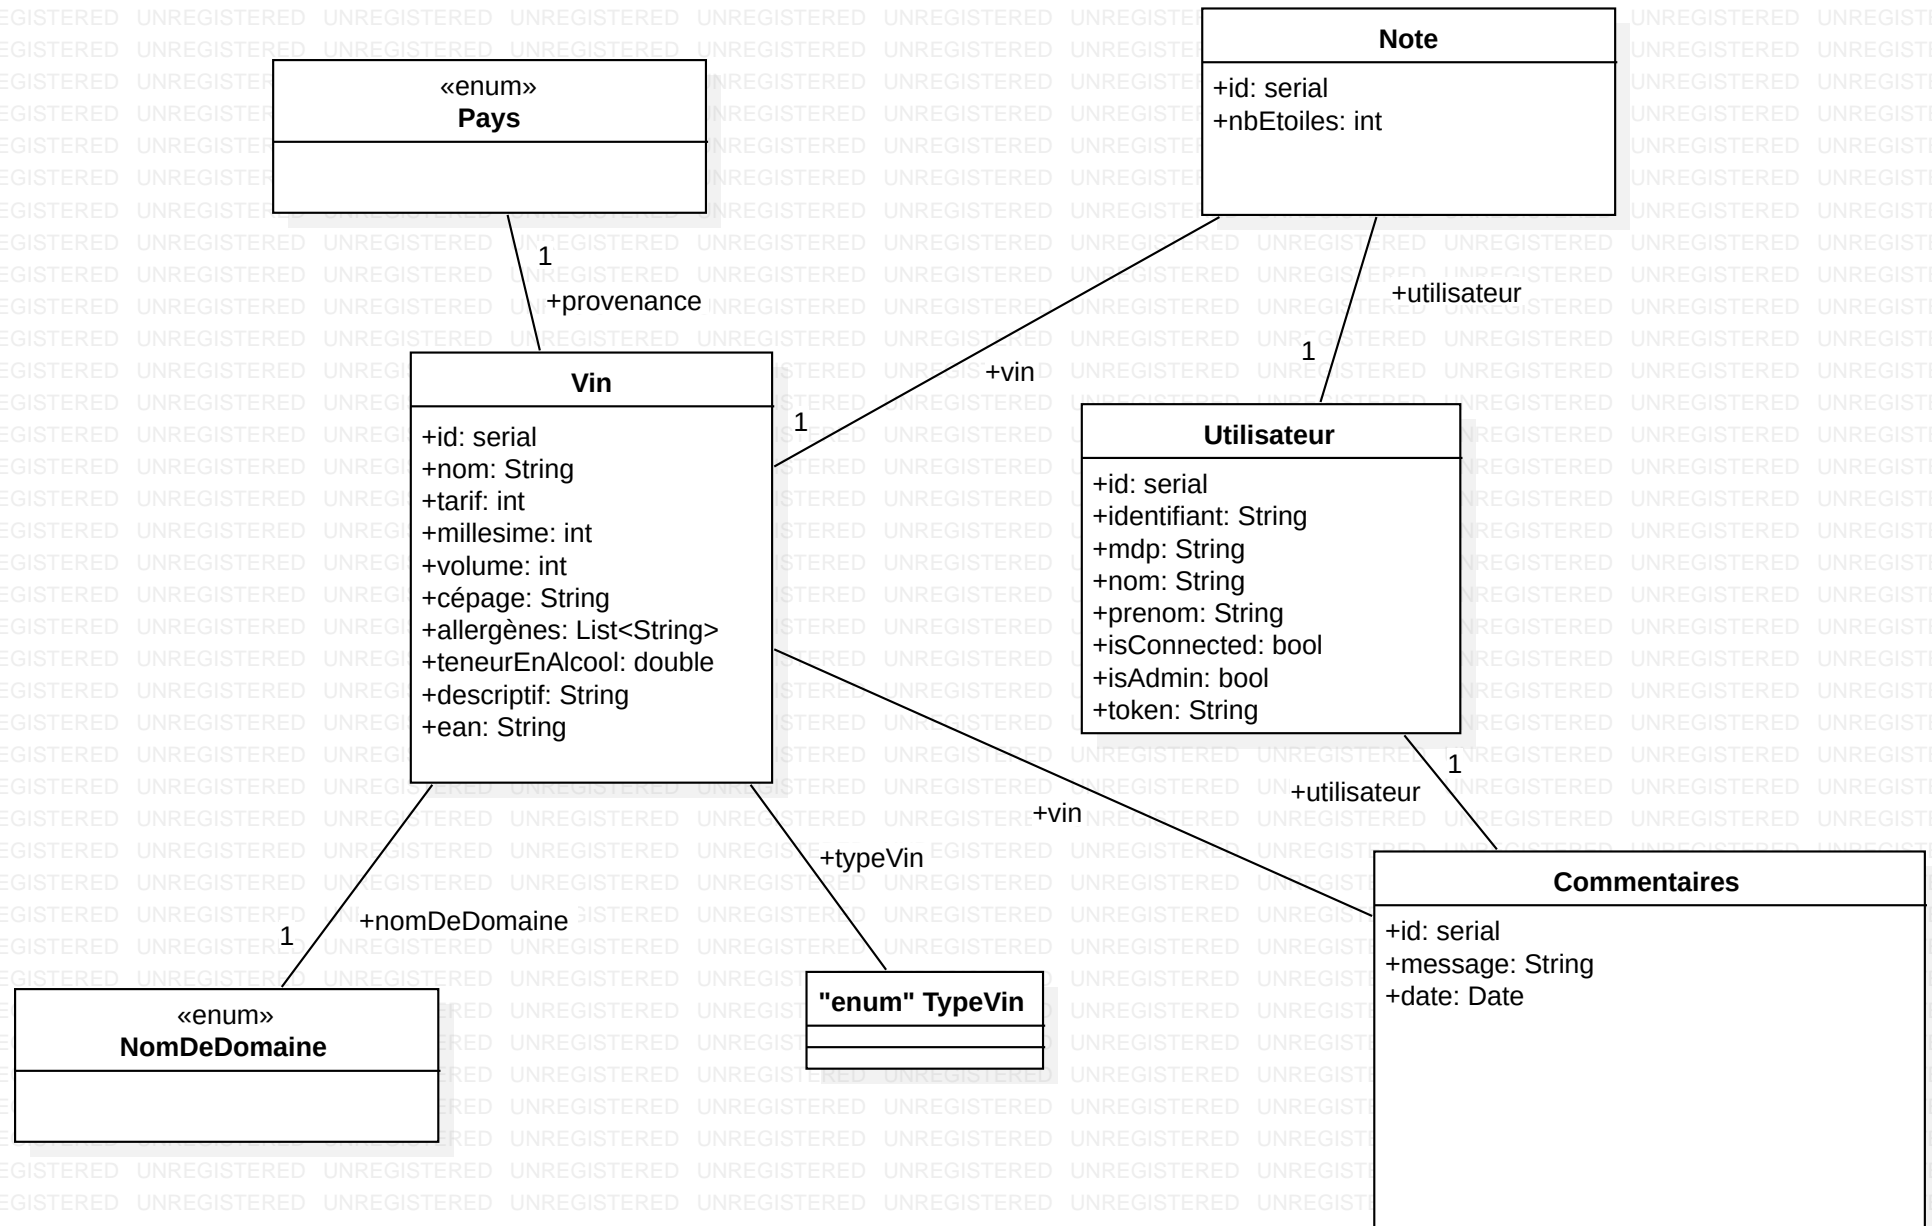 «enum»
Pays
1
+provenance
Note
+id: serial
+nbEtoiles: int
+utilisateur
1
+vin
1
Vin
+id: serial
+nom: String
+tarif: int
+millesime: int
+volume: int
+cépage: String
+allergènes: List<String>
+teneurEnAlcool: double
+descriptif: String
+ean: String
Utilisateur
+id: serial
+identifiant: String
+mdp: String
+nom: String
+prenom: String
+isConnected: bool
+isAdmin: bool
+token: String
1
+utilisateur
+vin
+typeVin
+nomDeDomaine
1
«enum»
NomDeDomaine
"enum" TypeVin
Commentaires
+id: serial
+message: String
+date: Date
UNREGISTERED